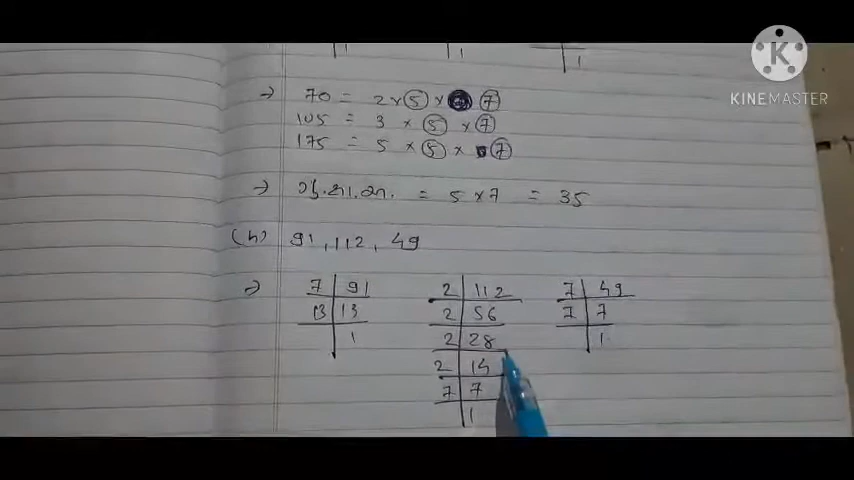 K
KINEMASTER
→ 70 = 2 × 5 × 7
105 = 3 × 5 × 7
175 = 5 × 5 × 7
→ ગુ.સા.અ. = 5 × 7 = 35
(h) 91, 112, 49
→ 7 91 2 112 7 49
13 13 2 56 7 7
1 2 28 1
2 14
7 7
1